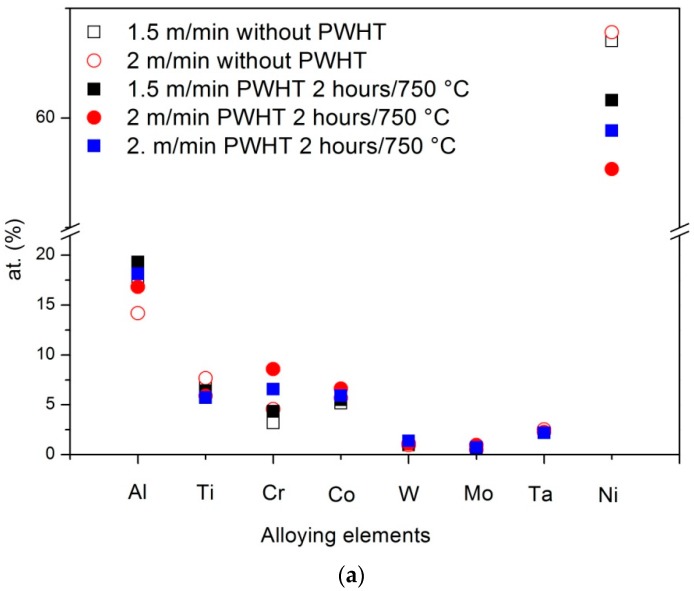 1.5 m/min without PWHT
2 m/min without PWHT
1.5 m/min PWHT 2 hours/750 °C
2 m/min PWHT 2 hours/750 °C
2. m/min PWHT 2 hours/750 °C
60
20
15
10
5
0
at. (%)
Al Ti Cr Co W Mo Ta Ni
Alloying elements
(a)